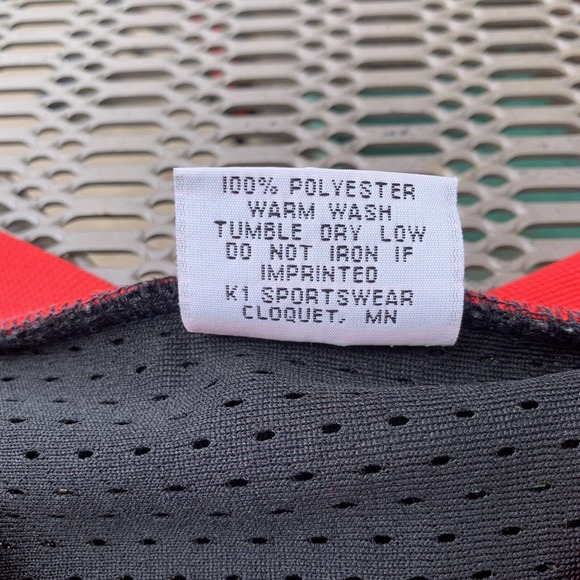 100% POLYESTER
WARM WASH
TUMBLE DRY LOW
DO NOT IRON IF
IMPRINTED
K1 SPORTSWEAR
CLOQUET, MN